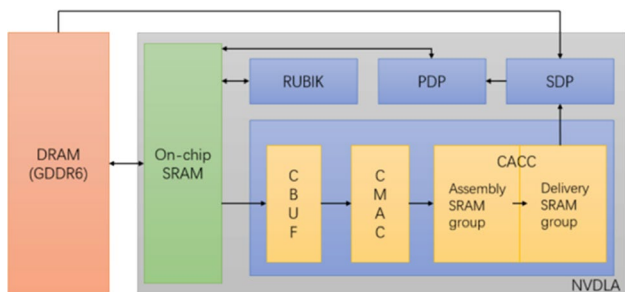 DRAM
(GDDR6)
On-chip
SRAM
RUBIK
PDP
SDP
C
B
U
F
C
M
A
C
CACC
Assembly
SRAM
group
Delivery
SRAM
group
NVDLA